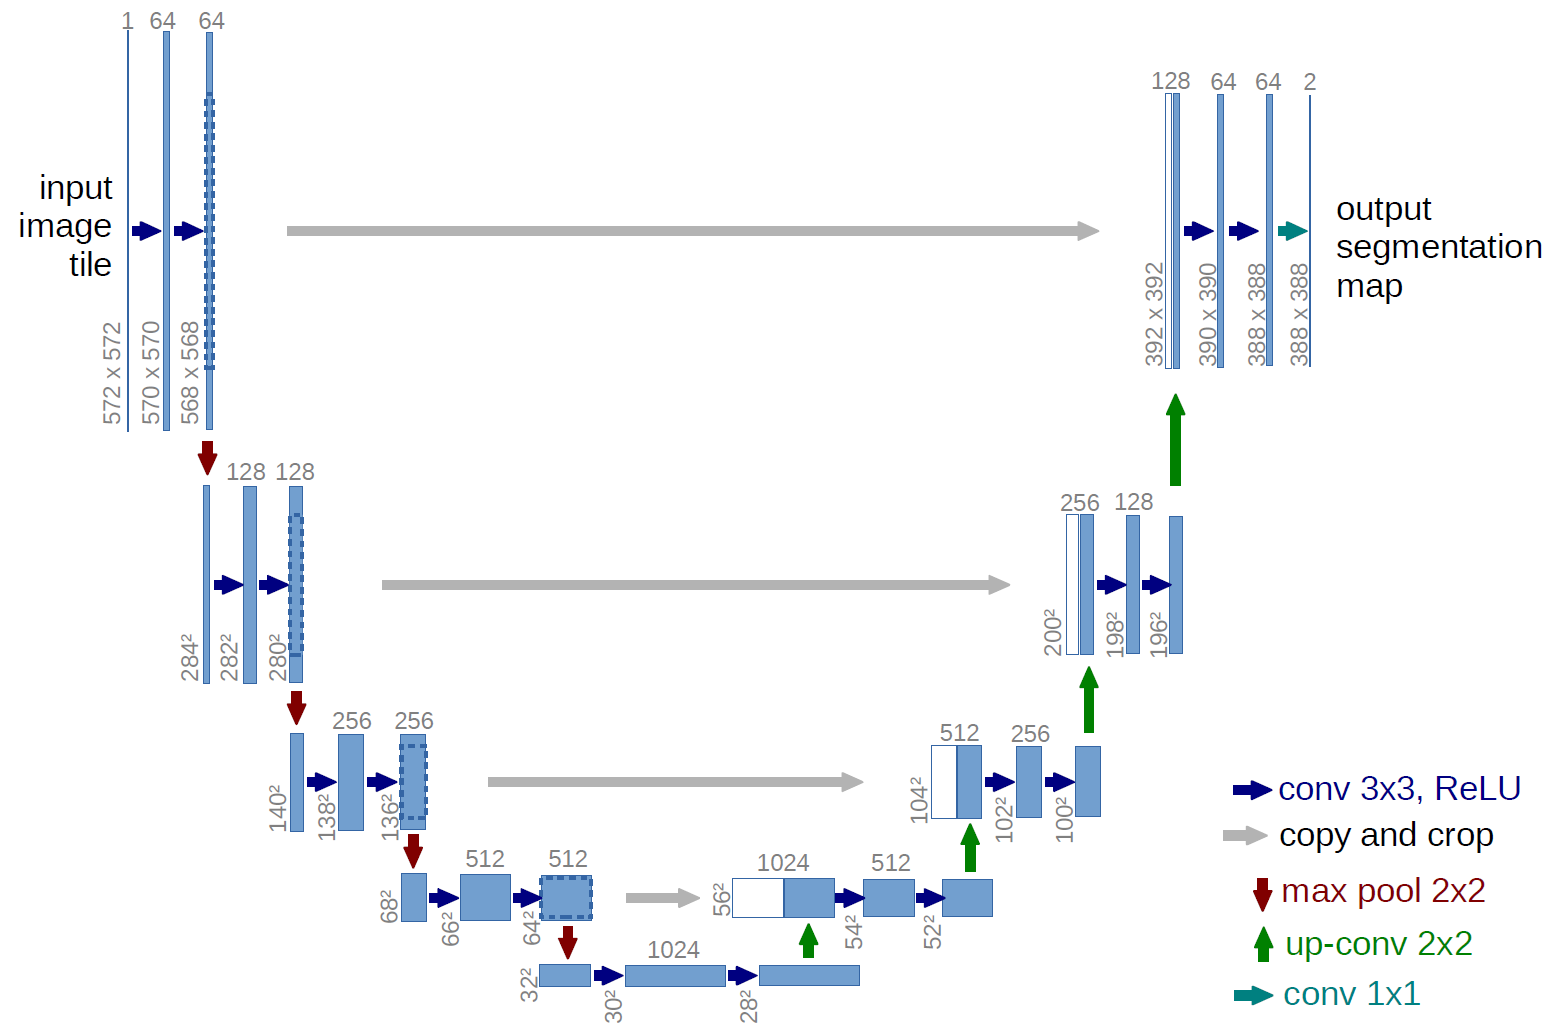 1 64 64
input
image
tile
572 x 572
570 x 570
568 x 568
128 64 64 2
output
segmentation
map
392 x 392
390 x 390
388 x 388
388 x 388
128 128
284²
282²
280²
256 128
200²
198²
196²
256 256
140²
138²
136²
512 256
104²
102²
100²
512 512
68²
66²
64²
1024 512
56²
54²
52²
1024
32²
30²
28²
conv 3x3, ReLU
copy and crop
max pool 2x2
up-conv 2x2
conv 1x1